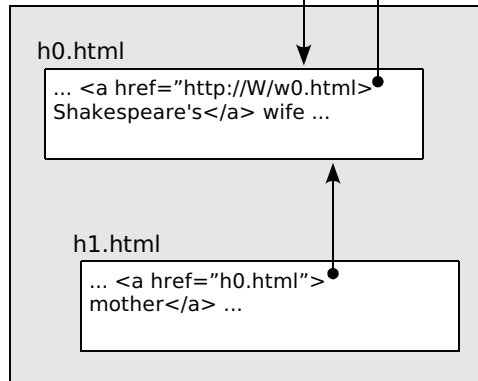 h0.html
... <a href=”http://W/w0.html>
Shakespeare's</a> wife ...
h1.html
... <a href=”h0.html”>
mother</a> ...